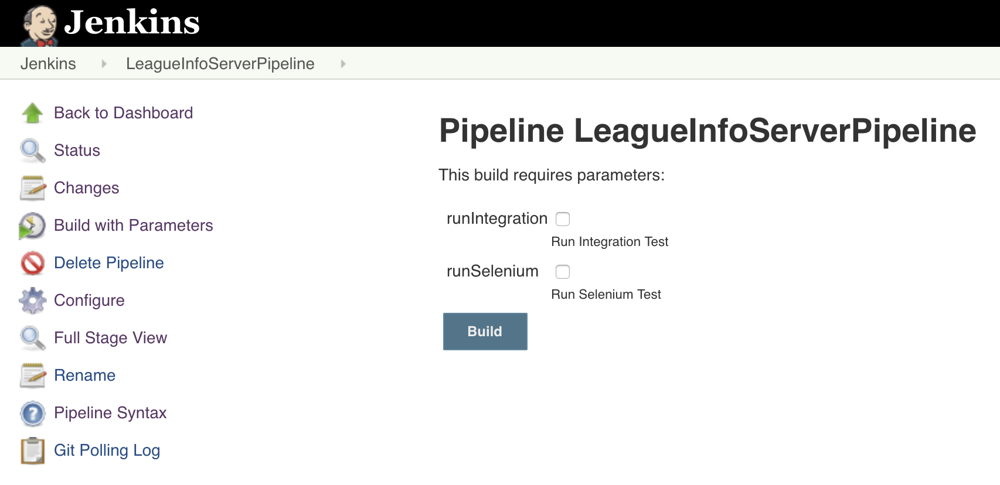 Jenkins
Jenkins LeagueInfoServerPipeline
Back to Dashboard
Status
Changes
Build with Parameters
Delete Pipeline
Configure
Full Stage View
Rename
Pipeline Syntax
Git Polling Log
Pipeline LeagueInfoServerPipeline
This build requires parameters:
runIntegration
Run Integration Test
runSelenium
Run Selenium Test
Build